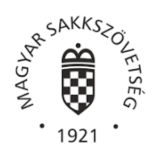 MAGYAR SAKKSZÖVETSÉG
• 1921 •